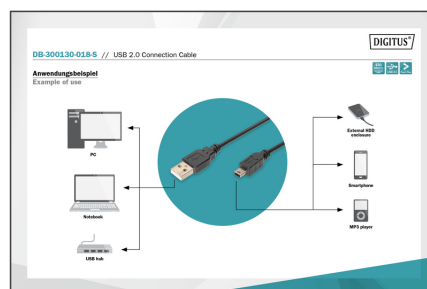 DIGITUS®
DB-300130-018-S // USB 2.0 Connection Cable
Anwendungsbeispiel
Example of use
PC
Notebook
USB hub
External HDD
enclosure
Smartphone
MP3 player